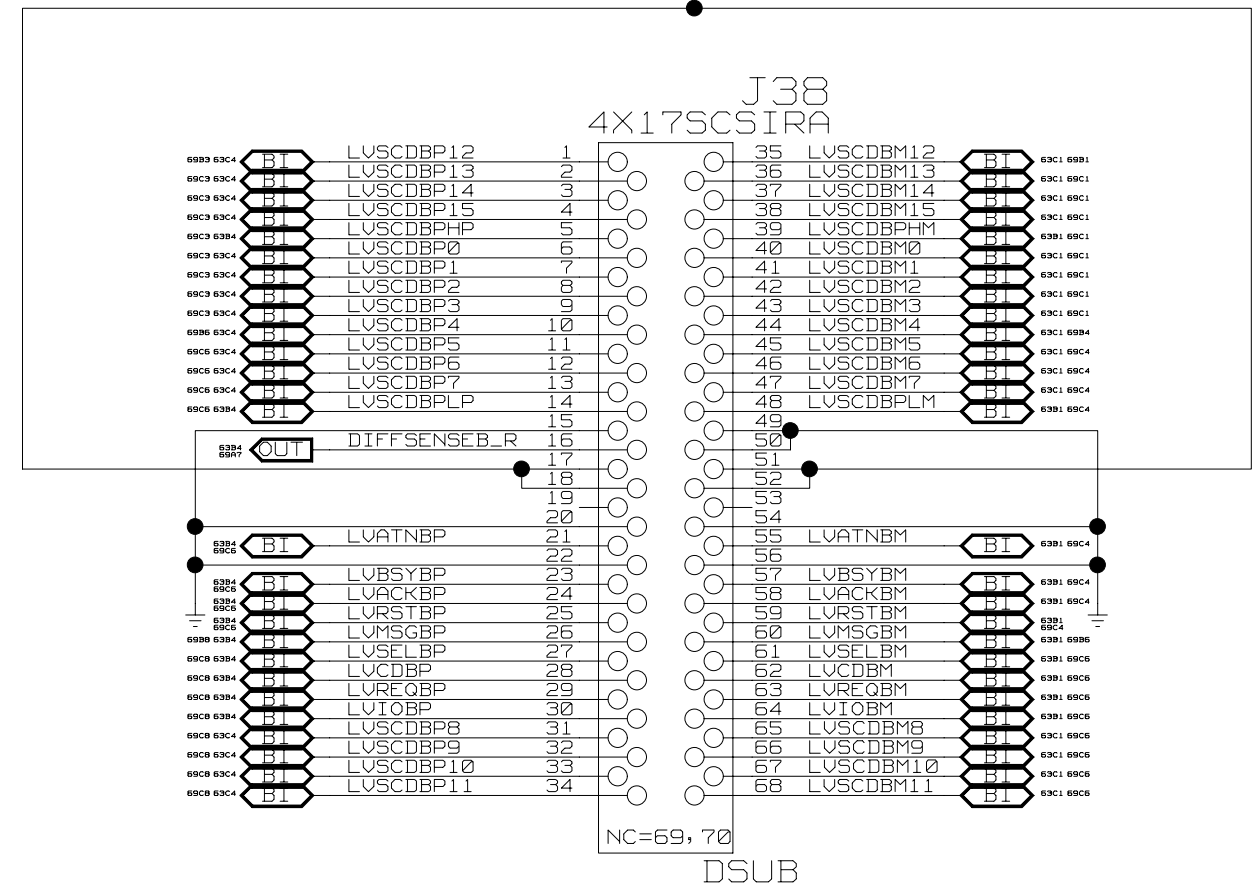 J38
4X17SCSIRA
69B3 63C4 BI LVSCDBP12 1 35 LVSCDBM12 BI 63C1 69B1
69C3 63C4 BI LVSCDBP13 2 36 LVSCDBM13 BI 63C1 69C1
69C3 63C4 BI LVSCDBP14 3 37 LVSCDBM14 BI 63C1 69C1
69C3 63C4 BI LVSCDBP15 4 38 LVSCDBM15 BI 63C1 69C1
69C3 63B4 BI LVSCDBPHP 5 39 LVSCDBPHM BI 63B1 69C1
69C3 63C4 BI LVSCDBP0 6 40 LVSCDBM0 BI 63C1 69C1
69C3 63C4 BI LVSCDBP1 7 41 LVSCDBM1 BI 63C1 69C1
69C3 63C4 BI LVSCDBP2 8 42 LVSCDBM2 BI 63C1 69C1
69C3 63C4 BI LVSCDBP3 9 43 LVSCDBM3 BI 63C1 69C1
69B6 63C4 BI LVSCDBP4 10 44 LVSCDBM4 BI 63C1 69B4
69C6 63C4 BI LVSCDBP5 11 45 LVSCDBM5 BI 63C1 69C4
69C6 63C4 BI LVSCDBP6 12 46 LVSCDBM6 BI 63C1 69C4
69C6 63C4 BI LVSCDBP7 13 47 LVSCDBM7 BI 63C1 69C4
69C6 63B4 BI LVSCDBPLP 14 48 LVSCDBPLM BI 63B1 69C4
15 49
63B4 69A7 OUT DIFFSENSEB_R 16 50
17 51
18 52
19 53
20 54
63B4 69C6 BI LVATNBP 21 55 LVATNBM BI 63B1 69C4
22 56
63B4 69C6 BI LVBSYBP 23 57 LVBSYBM BI 63B1 69C4
63B4 69C6 BI LVACKBP 24 58 LVACKBM BI 63B1 69C4
63B4 69C6 BI LVRSTBP 25 59 LVRSTBM BI 63B1 69C4
69B8 63B4 BI LVMSGBP 26 60 LVMSGBM BI 63B1 69B6
69C8 63B4 BI LVSELBP 27 61 LVSELBM BI 63B1 69C6
69C8 63B4 BI LVCDBP 28 62 LVCDBM BI 63B1 69C6
69C8 63B4 BI LVREQBP 29 63 LVREQBM BI 63B1 69C6
69C8 63B4 BI LVIOBP 30 64 LVIOBM BI 63B1 69C6
69C8 63C4 BI LVSCDBP8 31 65 LVSCDBM8 BI 63C1 69C6
69C8 63C4 BI LVSCDBP9 32 66 LVSCDBM9 BI 63C1 69C6
69C8 63C4 BI LVSCDBP10 33 67 LVSCDBM10 BI 63C1 69C6
69C8 63C4 BI LVSCDBP11 34 68 LVSCDBM11 BI 63C1 69C6
NC=69,70
DSUB